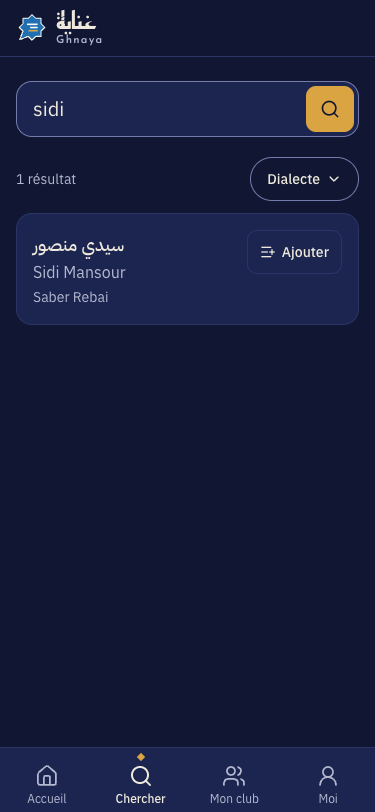 غناية
Ghnaya
sidi
1 résultat
Dialecte
سيدي منصور
Sidi Mansour
Saber Rebai
Ajouter
Accueil
Chercher
Mon club
Moi